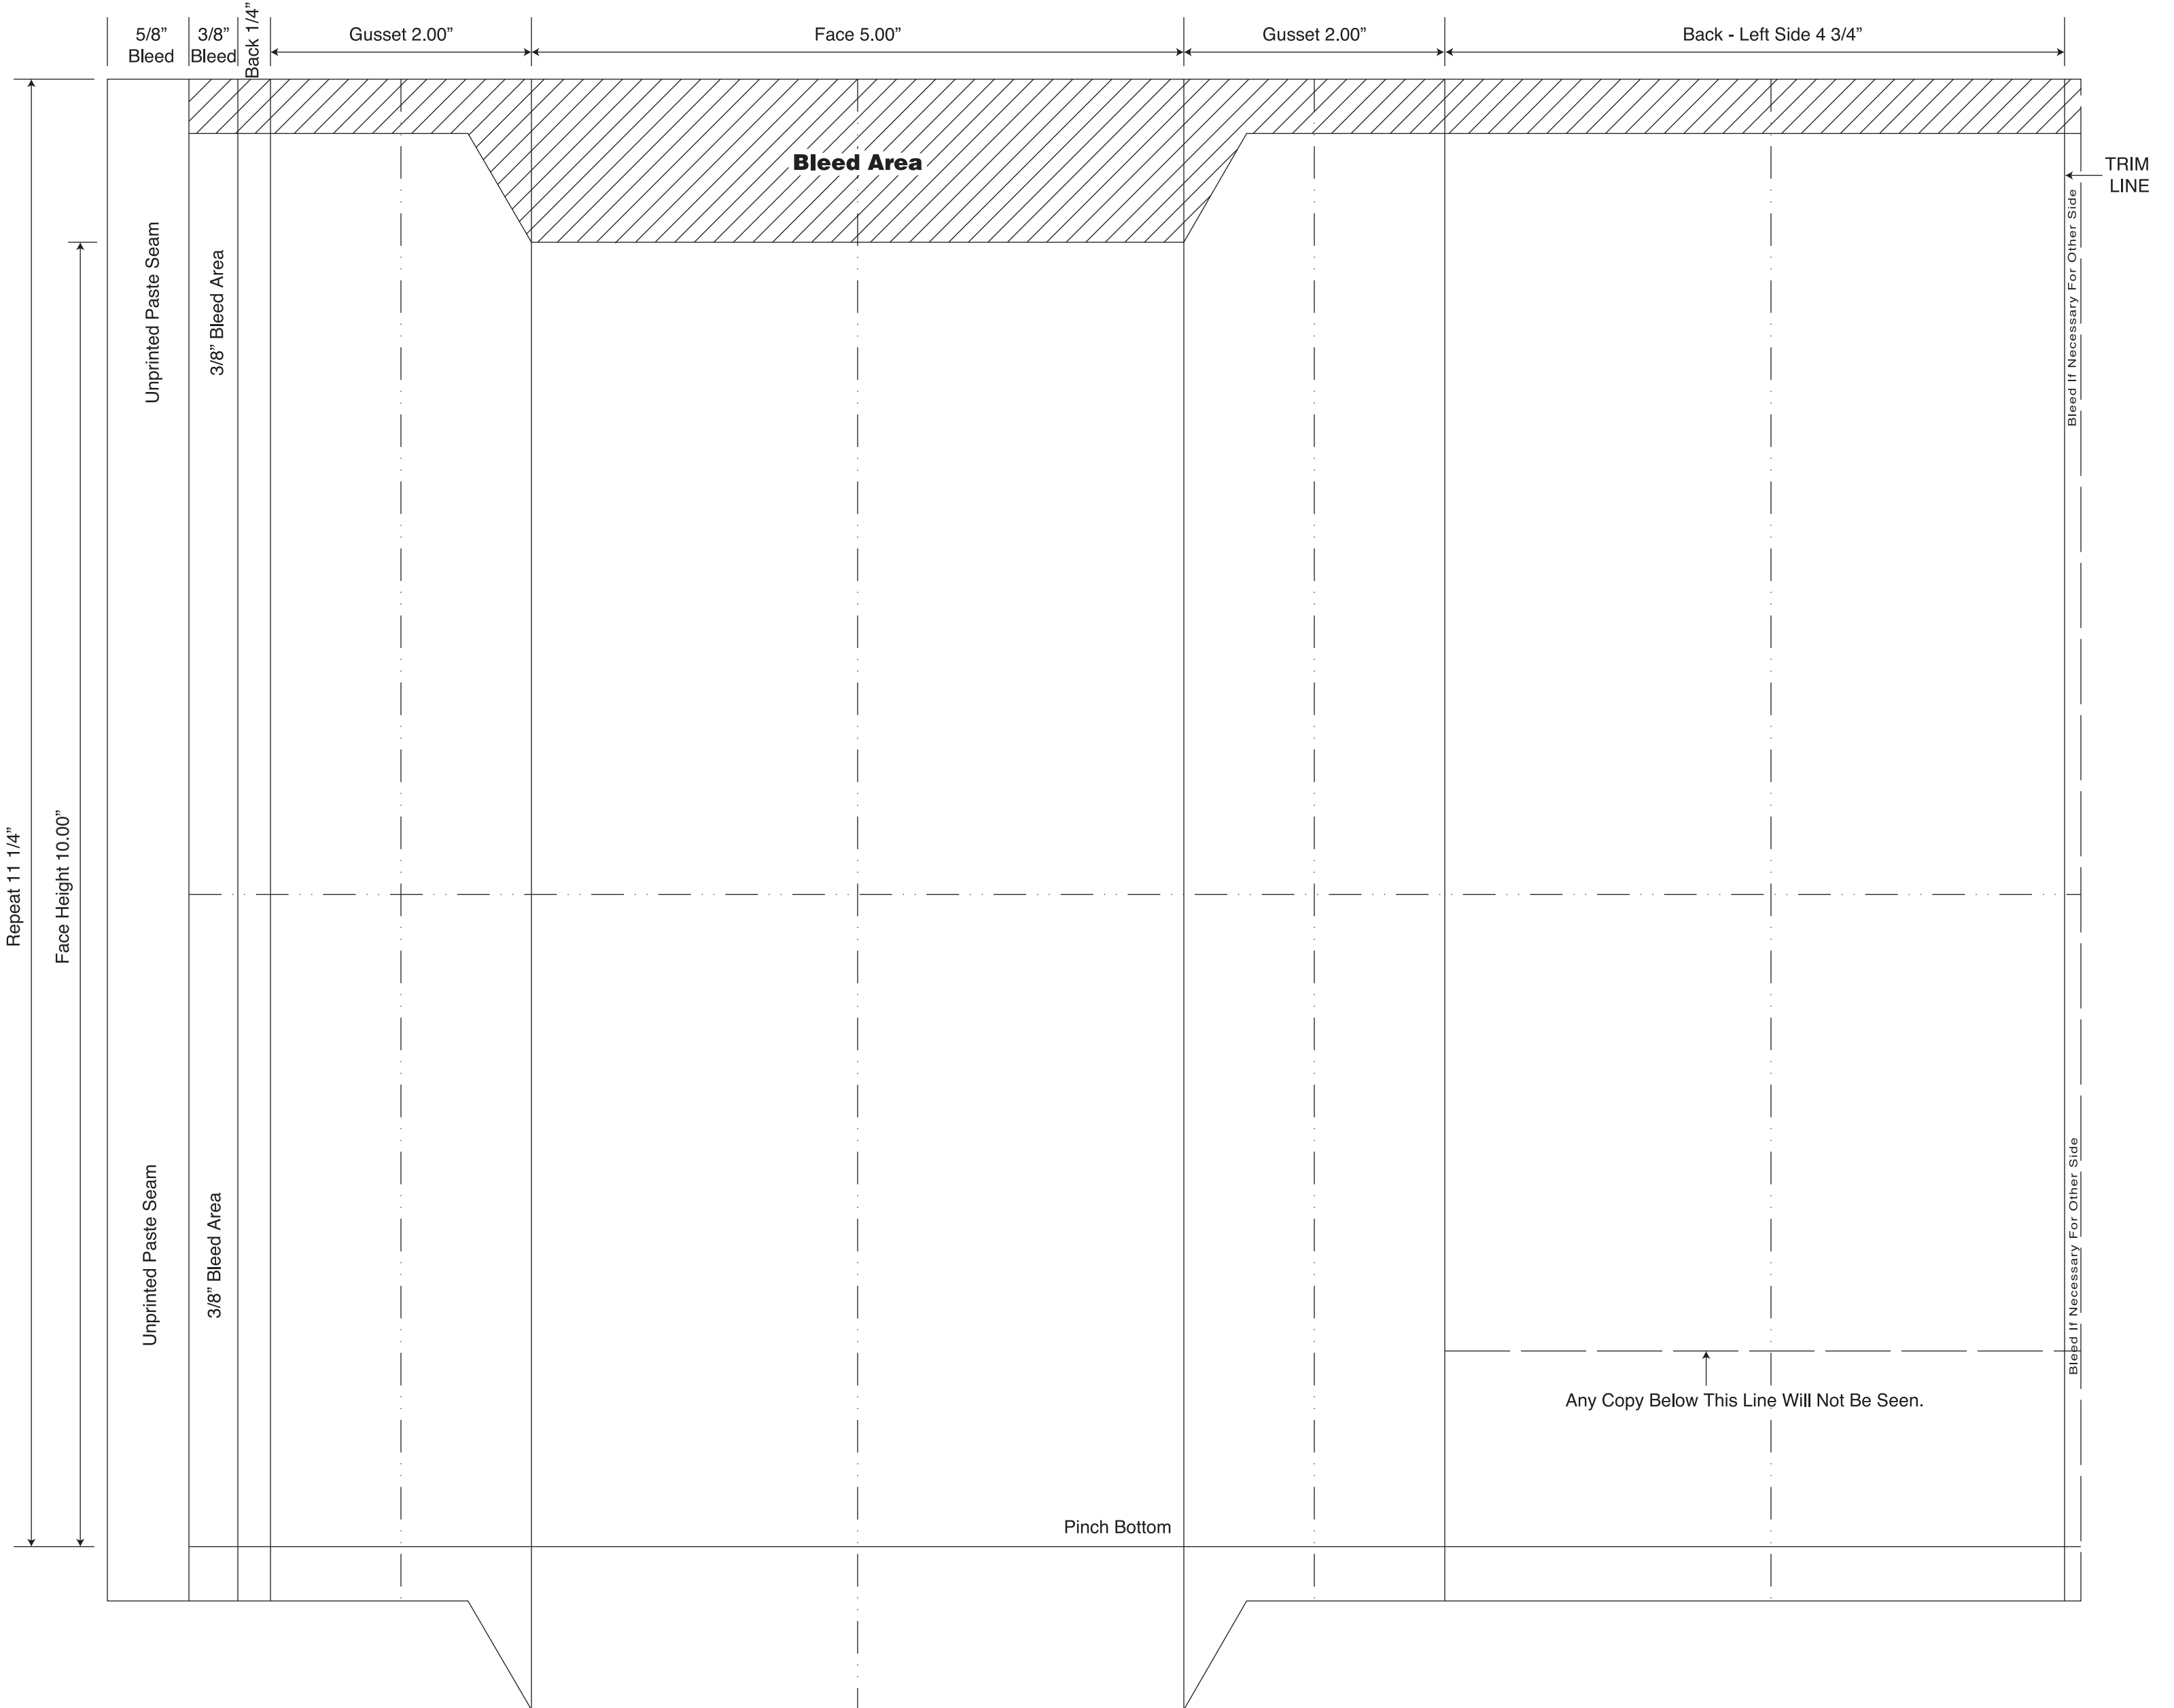 5/8”
Bleed
3/8”
Bleed
Back 1/4”
Gusset 2.00”
Face 5.00”
Gusset 2.00”
Back - Left Side 4 3/4”
Bleed Area
TRIM
LINE
Unprinted Paste Seam
3/8” Bleed Area
Bleed If Necessary For Other Side
Repeat 11 1/4”
Face Height 10.00”
Unprinted Paste Seam
3/8” Bleed Area
Bleed If Necessary For Other Side
Any Copy Below This Line Will Not Be Seen.
Pinch Bottom